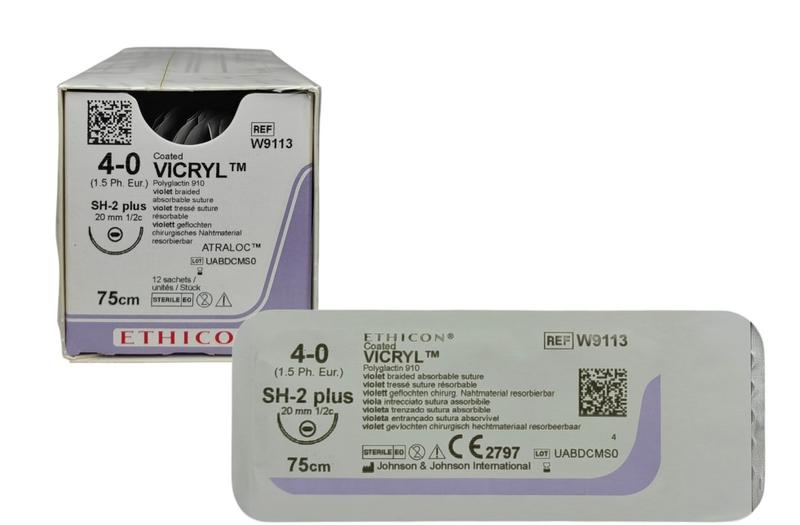 REF
W9113
4-0
(1.5 Ph. Eur.)
Coated
VICRYL™
Polyglactin 910
violet braided
absorbable suture
violet tressé suture
résorbable
violett geflochten
chirurgisches Nahtmaterial
resorbierbar
SH-2 plus
20 mm 1/2c
ATRALOC™
LOT UABDCMS0
12 sachets /
unités / Stück
75cm
STERILE EO
ETHICON
ETHICON®
4-0
(1.5 Ph. Eur.)
Coated
VICRYL™
Polyglactin 910
REF W9113
violet braided absorbable suture
violet tressé suture résorbable
violett geflochten chirurg. Nahtmaterial resorbierbar
viola intrecciato sutura assorbibile
violeta trenzado sutura absorbible
violeta entrançado sutura absorvível
violet gevlochten chirurgisch hechtmateriaal resorbeerbaar
SH-2 plus
20 mm 1/2c
4
STERILE EO
2
CE 2797
LOT UABDCMS0
75cm
Johnson & Johnson International